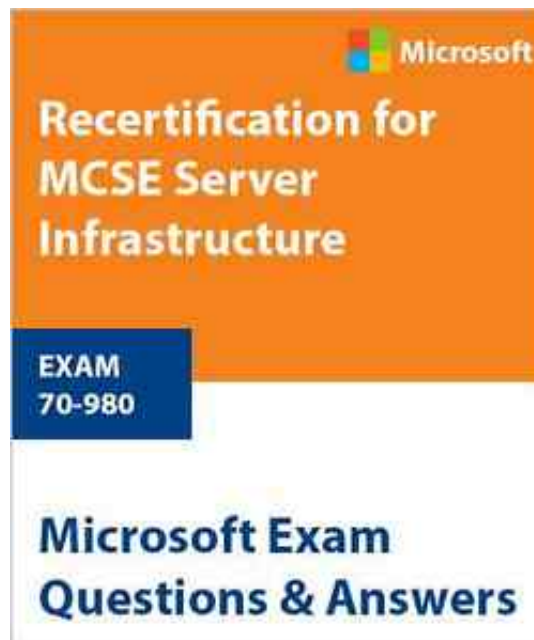 Microsoft
Recertification for
MCSE Server
Infrastructure
EXAM
70-980
Microsoft Exam
Questions & Answers